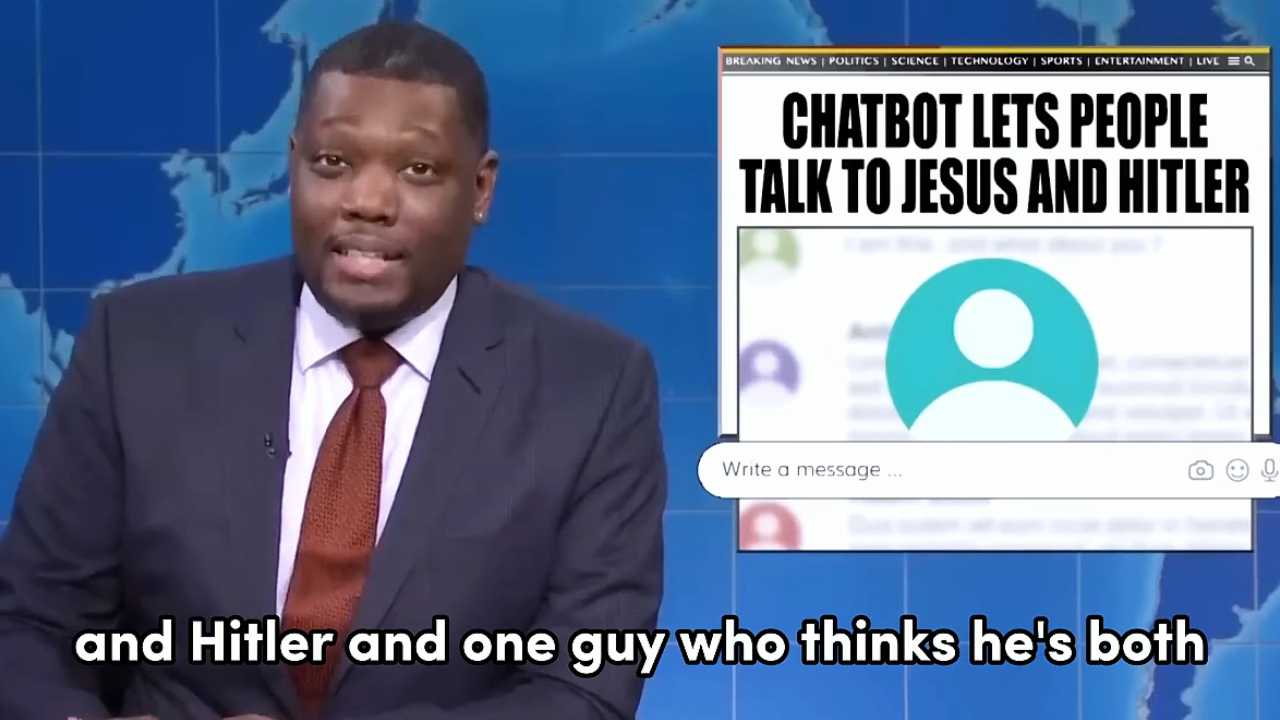 BREAKING NEWS | POLITICS | SCIENCE | TECHNOLOGY | SPORTS | ENTERTAINMENT | LIVE
CHATBOT LETS PEOPLE
TALK TO JESUS AND HITLER
Write a message ...
and Hitler and one guy who thinks he's both